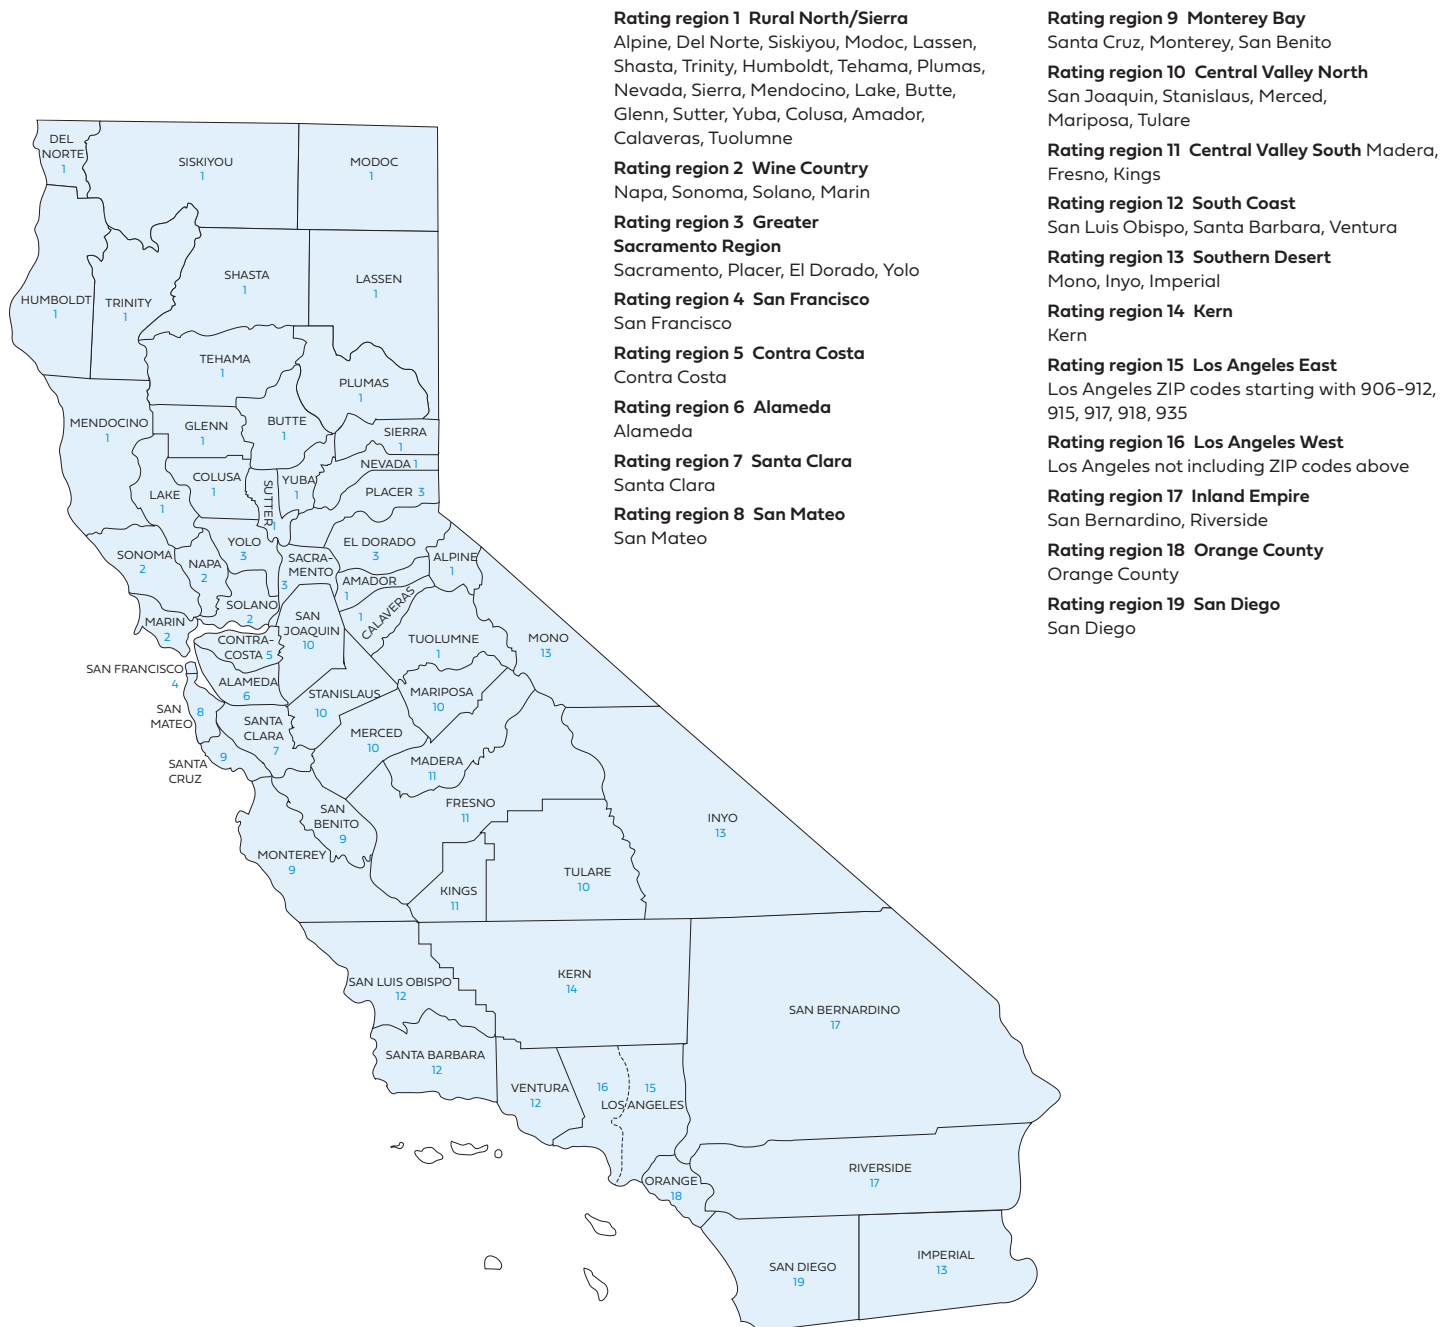 Rating region 1 Rural North/Sierra
Alpine, Del Norte, Siskiyou, Modoc, Lassen,
Shasta, Trinity, Humboldt, Tehama, Plumas,
Nevada, Sierra, Mendocino, Lake, Butte,
Glenn, Sutter, Yuba, Colusa, Amador,
Calaveras, Tuolumne
Rating region 2 Wine Country
Napa, Sonoma, Solano, Marin
Rating region 3 Greater
Sacramento Region
Sacramento, Placer, El Dorado, Yolo
Rating region 4 San Francisco
San Francisco
Rating region 5 Contra Costa
Contra Costa
Rating region 6 Alameda
Alameda
Rating region 7 Santa Clara
Santa Clara
Rating region 8 San Mateo
San Mateo
Rating region 9 Monterey Bay
Santa Cruz, Monterey, San Benito
Rating region 10 Central Valley North
San Joaquin, Stanislaus, Merced,
Mariposa, Tulare
Rating region 11 Central Valley South Madera,
Fresno, Kings
Rating region 12 South Coast
San Luis Obispo, Santa Barbara, Ventura
Rating region 13 Southern Desert
Mono, Inyo, Imperial
Rating region 14 Kern
Kern
Rating region 15 Los Angeles East
Los Angeles ZIP codes starting with 906-912,
915, 917, 918, 935
Rating region 16 Los Angeles West
Los Angeles not including ZIP codes above
Rating region 17 Inland Empire
San Bernardino, Riverside
Rating region 18 Orange County
Orange County
Rating region 19 San Diego
San Diego
DEL
NORTE
1
SISKIYOU
1
MODOC
1
HUMBOLDT
1
TRINITY
1
SHASTA
1
LASSEN
1
TEHAMA
1
PLUMAS
1
MENDOCINO
1
GLENN
1
BUTTE
1
SIERRA
1
NEVADA 1
COLUSA
1
SUTTER
1
YUBA
1
PLACER 3
LAKE
1
SONOMA
2
NAPA
2
YOLO
3
SACRA-
MENTO
3
EL DORADO
3
ALPINE
1
AMADOR
1
CALAVERAS
1
SOLANO
2
MARIN
2
SAN
JOAQUIN
10
CONTRA-
COSTA 5
TUOLUMNE
1
MONO
13
SAN FRANCISCO
4
ALAMEDA
6
STANISLAUS
10
MARIPOSA
10
SAN
MATEO
8
SANTA
CLARA
7
MERCED
10
SANTA
CRUZ
9
MADERA
11
SAN
BENITO
9
FRESNO
11
INYO
13
MONTEREY
9
KINGS
11
TULARE
10
SAN LUIS OBISPO
12
KERN
14
SAN BERNARDINO
17
SANTA BARBARA
12
VENTURA
12
16
15
LOS ANGELES
RIVERSIDE
17
ORANGE
18
SAN DIEGO
19
IMPERIAL
13